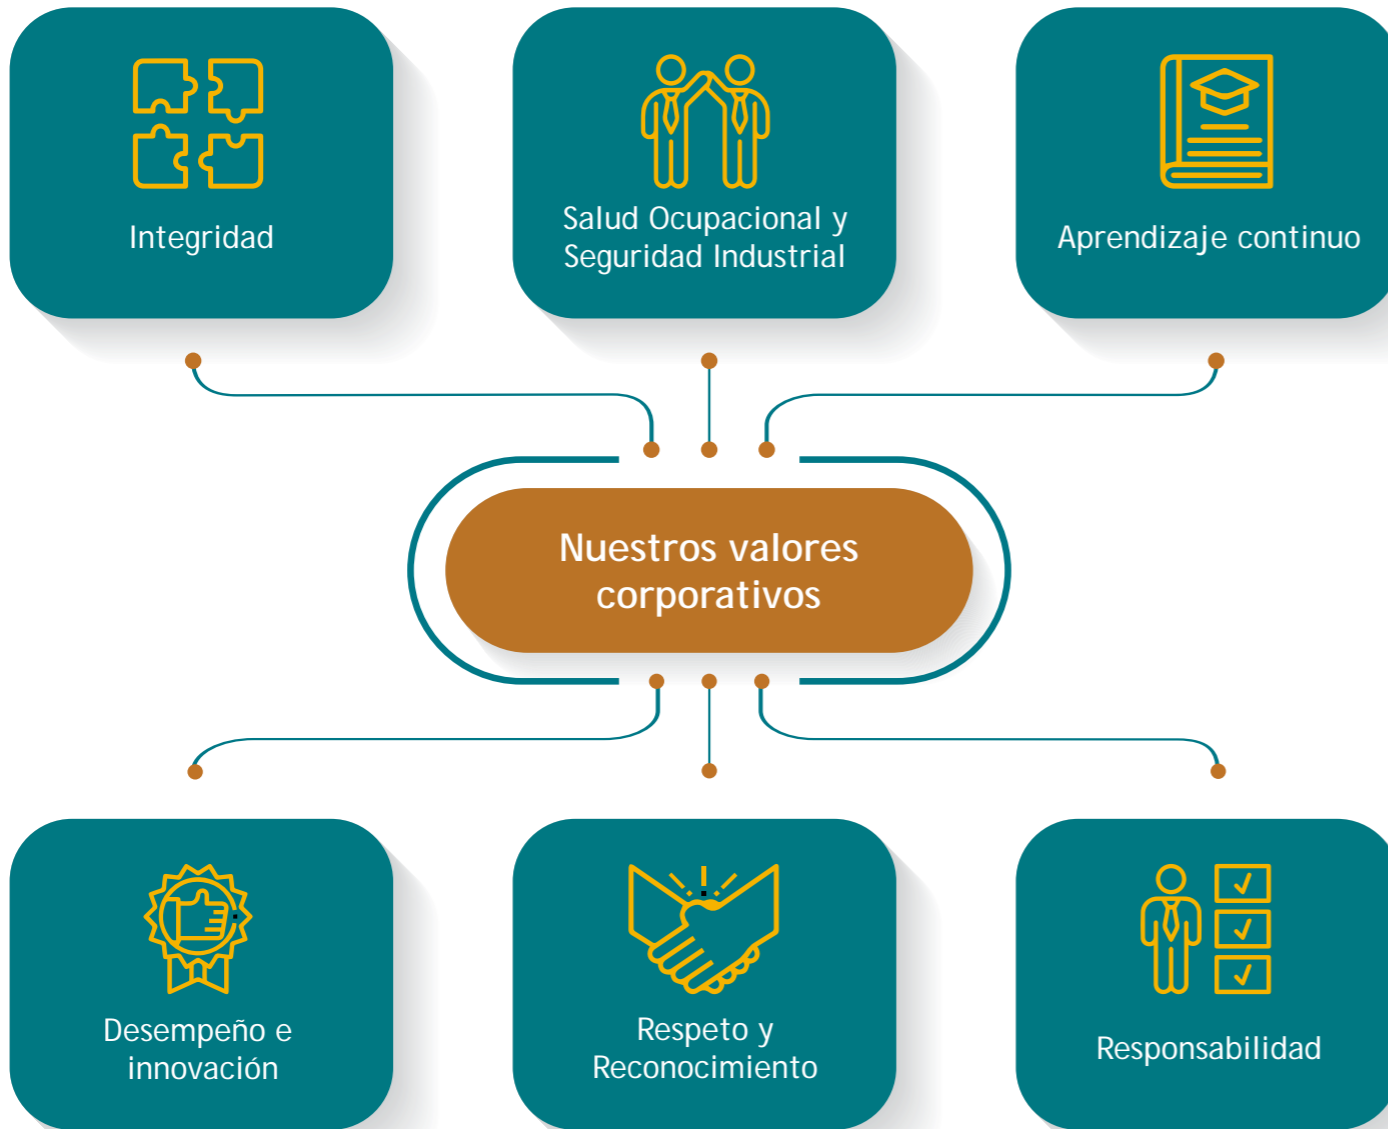 Integridad
Salud Ocupacional y
Seguridad Industrial
Aprendizaje continuo
Nuestros valores
corporativos
Desempeño e
innovación
Respeto y
Reconocimiento
Responsabilidad